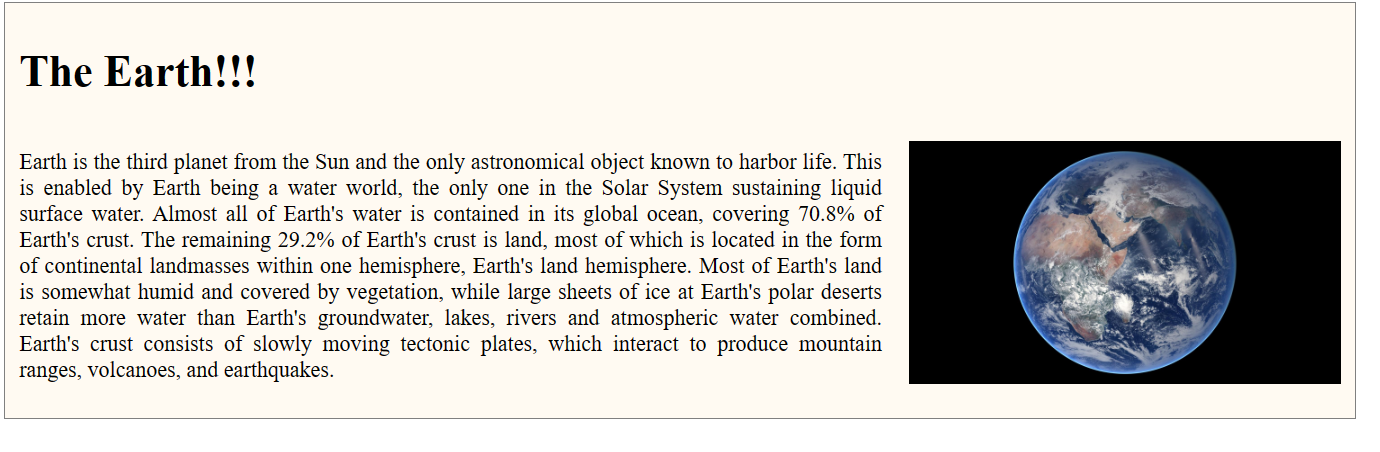 The Earth!!!
Earth is the third planet from the Sun and the only astronomical object known to harbor life. This
is enabled by Earth being a water world, the only one in the Solar System sustaining liquid
surface water. Almost all of Earth's water is contained in its global ocean, covering 70.8% of
Earth's crust. The remaining 29.2% of Earth's crust is land, most of which is located in the form
of continental landmasses within one hemisphere, Earth's land hemisphere. Most of Earth's land
is somewhat humid and covered by vegetation, while large sheets of ice at Earth's polar deserts
retain more water than Earth's groundwater, lakes, rivers and atmospheric water combined.
Earth's crust consists of slowly moving tectonic plates, which interact to produce mountain
ranges, volcanoes, and earthquakes.